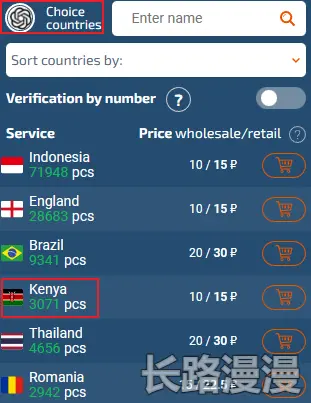 Choice
countries
Enter name
Sort countries by:
Verification by number ?
Service Price wholesale/retail ?
Indonesia
71948 pcs 10 / 15 ₽
England
28683 pcs 10 / 15 ₽
Brazil
9341 pcs 20 / 30 ₽
Kenya
3071 pcs 10 / 15 ₽
Thailand
4656 pcs 20 / 30 ₽
Romania
2942 pcs 15 / 22.5 ₽
长路漫漫